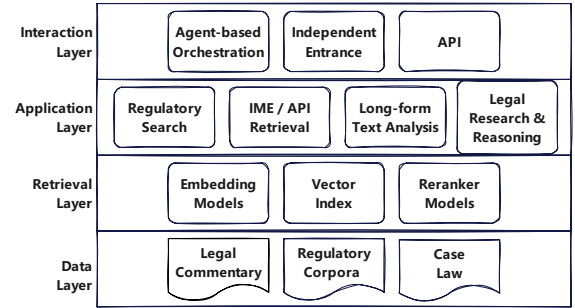 Interaction
Layer
Agent-based
Orchestration
Independent
Entrance
API
Application
Layer
Regulatory
Search
IME / API
Retrieval
Long-form
Text Analysis
Legal
Research &
Reasoning
Retrieval
Layer
Embedding
Models
Vector
Index
Reranker
Models
Data
Layer
Legal
Commentary
Regulatory
Corpora
Case
Law